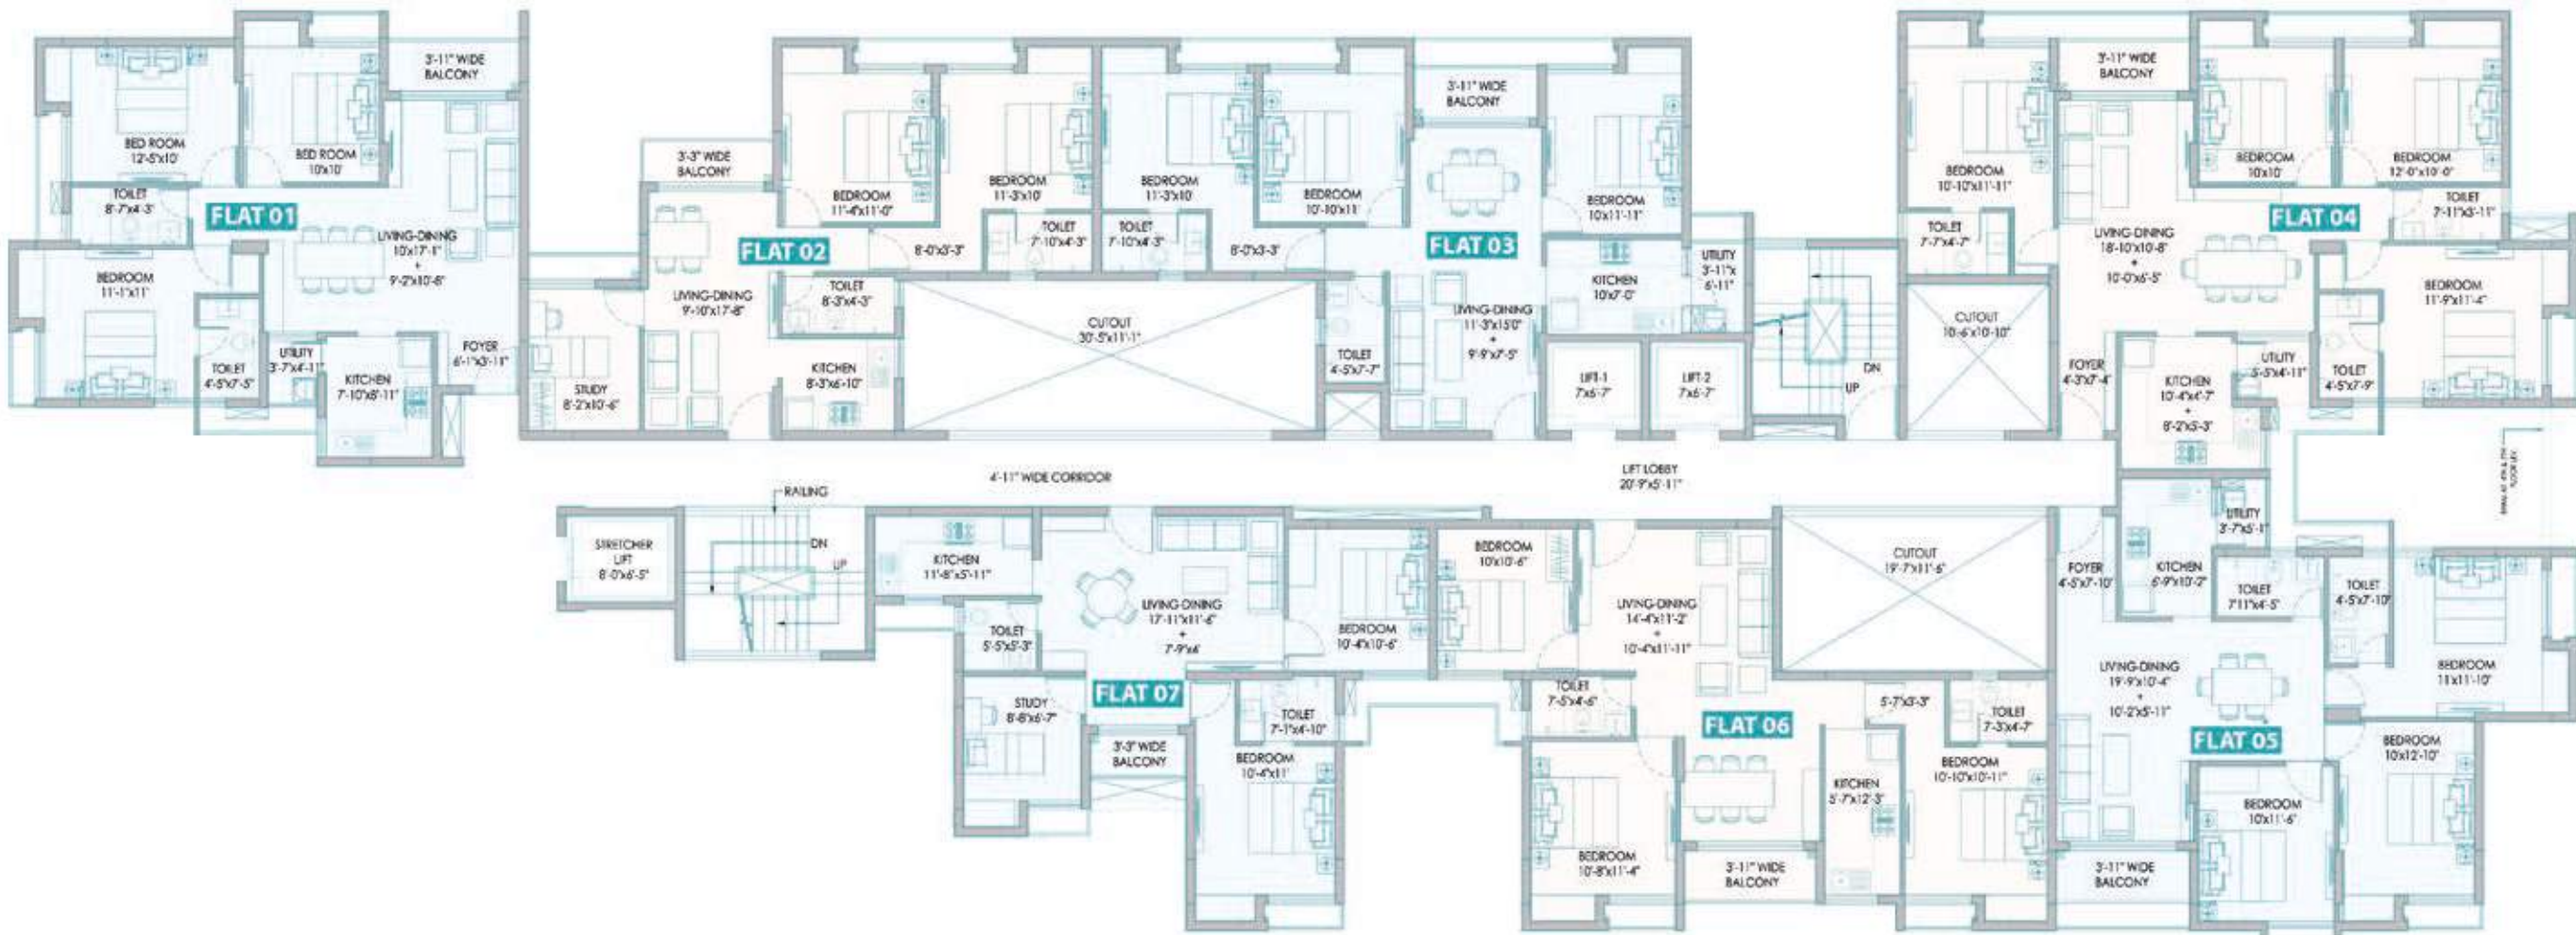 BED ROOM
12'-5"x10'
BED ROOM
10'x10'
3'-11" WIDE
BALCONY
TOILET
8'-7"x4'-3"
FLAT 01
LIVING-DINING
10'x17'-1"
+
9'-2"x10'-8"
BEDROOM
11'-1"x11'
TOILET
4'-5"x7'-5"
UTILITY
3'-7"x4'-11"
KITCHEN
7'-10"x8'-11"
FOYER
6'-1"x3'-11"
3'-3" WIDE
BALCONY
BEDROOM
11'-4"x11'-0"
BEDROOM
11'-3"x10'
FLAT 02
8'-0"x3'-3"
TOILET
7'-10"x4'-3"
LIVING-DINING
9'-10"x17'-8"
TOILET
8'-3"x4'-3"
STUDY
8'-2"x10'-6"
KITCHEN
8'-3"x6'-10"
CUTOUT
30'-5"x11'-1"
BEDROOM
11'-3"x10'
BEDROOM
10'-10"x11'
3'-11" WIDE
BALCONY
BEDROOM
10'x11'-11"
TOILET
7'-10"x4'-3"
8'-0"x3'-3"
FLAT 03
KITCHEN
10'x7'-0"
UTILITY
3'-11"x
6'-11"
LIVING-DINING
11'-3"x15'0"
+
9'-9"x7'-5"
TOILET
4'-5"x7'-7"
LIFT-1
7'x6'-7"
LIFT-2
7'x6'-7"
DN
UP
BEDROOM
10'-10"x11'-11"
3'-11" WIDE
BALCONY
BEDROOM
10'x10'
BEDROOM
12'-0"x10'-0"
TOILET
7'-7"x4'-7"
LIVING-DINING
18'-10"x10'-8"
+
10'-0"x6'-5"
FLAT 04
TOILET
7'-11"x3'-11"
BEDROOM
11'-9"x11'-4"
CUTOUT
10'-6"x10'-10"
FOYER
4'-3"x7'-4"
KITCHEN
10'-4"x4'-7"
+
8'-2"x5'-3"
UTILITY
5'-5"x4'-11"
TOILET
4'-5"x7'-9"
4'-11" WIDE CORRIDOR
LIFT LOBBY
20'-9"x5'-11"
RAILING
STRETCHER
LIFT
8'-0"x6'-5"
DN
UP
KITCHEN
11'-8"x5'-11"
LIVING-DINING
17'-11"x11'-6"
+
7'-9"x6'
TOILET
5'-5"x5'-3"
BEDROOM
10'-4"x10'-6"
STUDY
8'-8"x6'-7"
FLAT 07
3'-3" WIDE
BALCONY
TOILET
7'-1"x4'-10"
BEDROOM
10'-4"x11'
BEDROOM
10'x10'-6"
LIVING-DINING
14'-4"x11'-2"
+
10'-4"x11'-11"
CUTOUT
19'-7"x11'-6"
TOILET
7'-5"x4'-6"
FLAT 06
5'-7"x3'-3"
TOILET
7'-3"x4'-7"
BEDROOM
10'-8"x11'-4"
3'-11" WIDE
BALCONY
KITCHEN
5'-7"x12'-3"
BEDROOM
10'-10"x10'-11"
FOYER
4'-5"x7'-10"
KITCHEN
6'-9"x10'-2"
UTILITY
3'-7"x5'-1"
TOILET
7'11"x4'-5"
TOILET
4'-5"x7'-10"
BEDROOM
11'x11'-10"
LIVING-DINING
19'-9"x10'-4"
+
10'-2"x5'-11"
FLAT 05
3'-11" WIDE
BALCONY
BEDROOM
10'x11'-6"
BEDROOM
10'x12'-10"